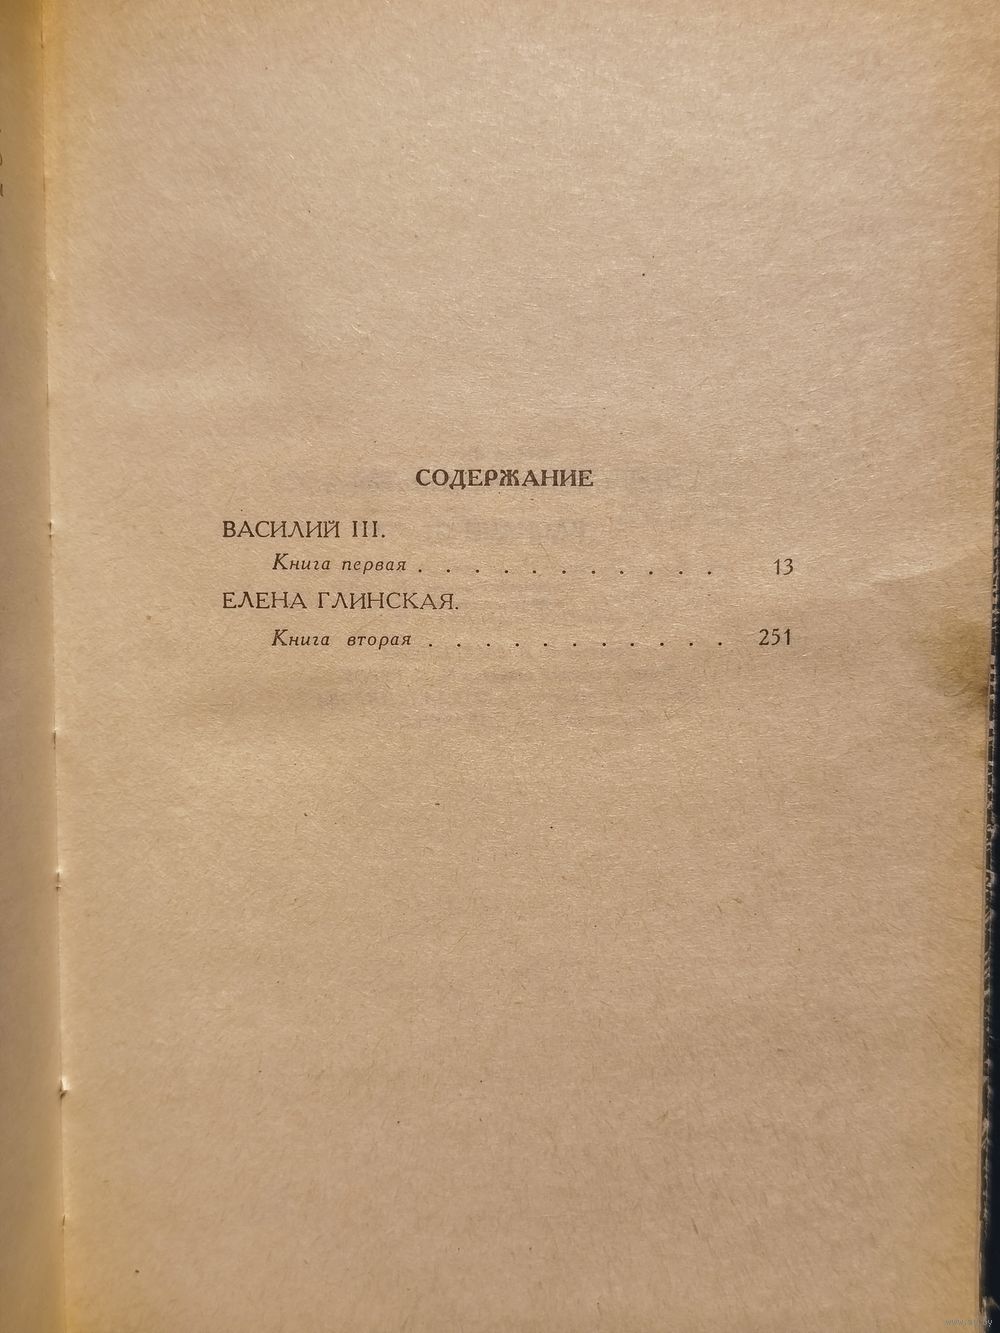 СОДЕРЖАНИЕ
ВАСИЛИЙ III.
Книга первая . . . . . . . . . . . 13
ЕЛЕНА ГЛИНСКАЯ.
Книга вторая . . . . . . . . . . . 251